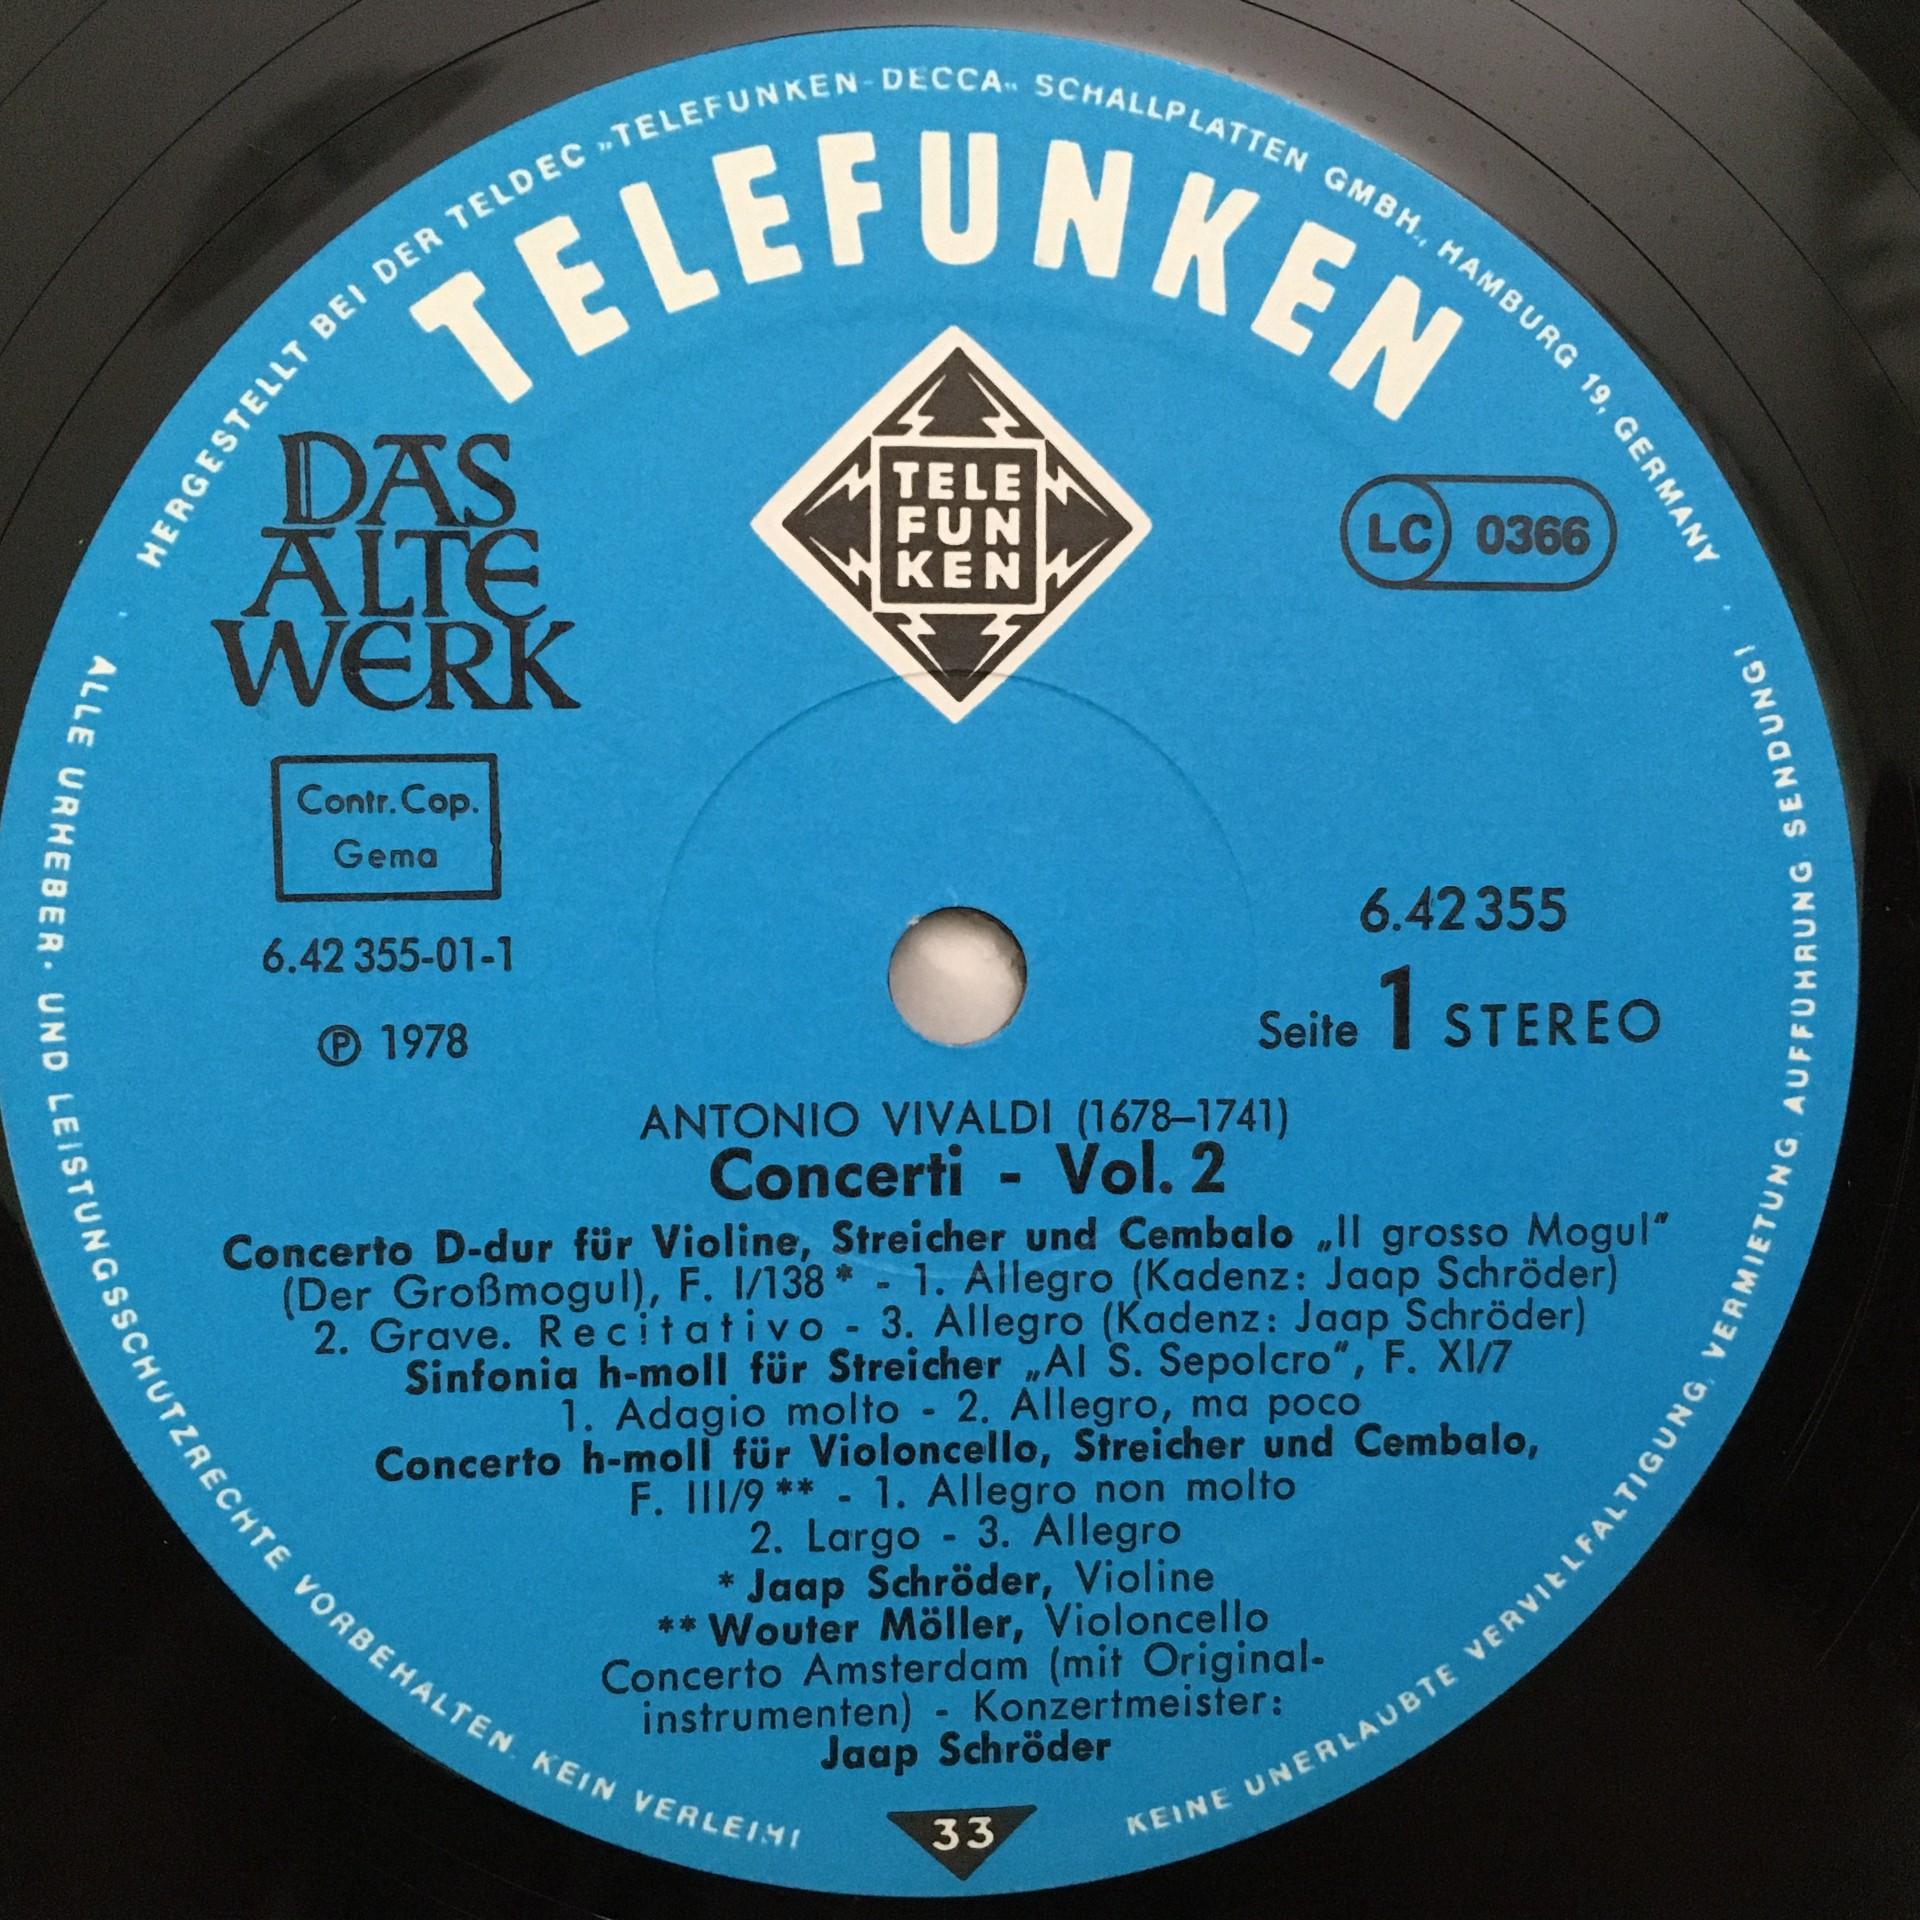 HERGESTELLT BEI DER TELDEC „TELEFUNKEN-DECCA" SCHALLPLATTEN GMBH., HAMBURG 19, GERMANY
TELEFUNKEN
TELE
FUN
KEN
DAS
ALTE
WERK
LC 0366
Contr. Cop.
Gema
6.42 355-01-1
℗ 1978
6.42355
Seite 1 STEREO
ANTONIO VIVALDI (1678–1741)
Concerti - Vol. 2
Concerto D-dur für Violine, Streicher und Cembalo „Il grosso Mogul"
(Der Großmogul), F. I/138 * - 1. Allegro (Kadenz: Jaap Schröder)
2. Grave. Recitativo - 3. Allegro (Kadenz: Jaap Schröder)
Sinfonia h-moll für Streicher „Al S. Sepolcro", F. XI/7
1. Adagio molto - 2. Allegro, ma poco
Concerto h-moll für Violoncello, Streicher und Cembalo,
F. III/9 ** - 1. Allegro non molto
2. Largo - 3. Allegro
* Jaap Schröder, Violine
** Wouter Möller, Violoncello
Concerto Amsterdam (mit Original-
instrumenten) - Konzertmeister:
Jaap Schröder
33
ALLE URHEBER- UND LEISTUNGSSCHUTZRECHTE VORBEHALTEN. KEIN VERLEIH!
KEINE UNERLAUBTE VERVIELFÄLTIGUNG, VERMIETUNG, AUFFÜHRUNG, SENDUNG!